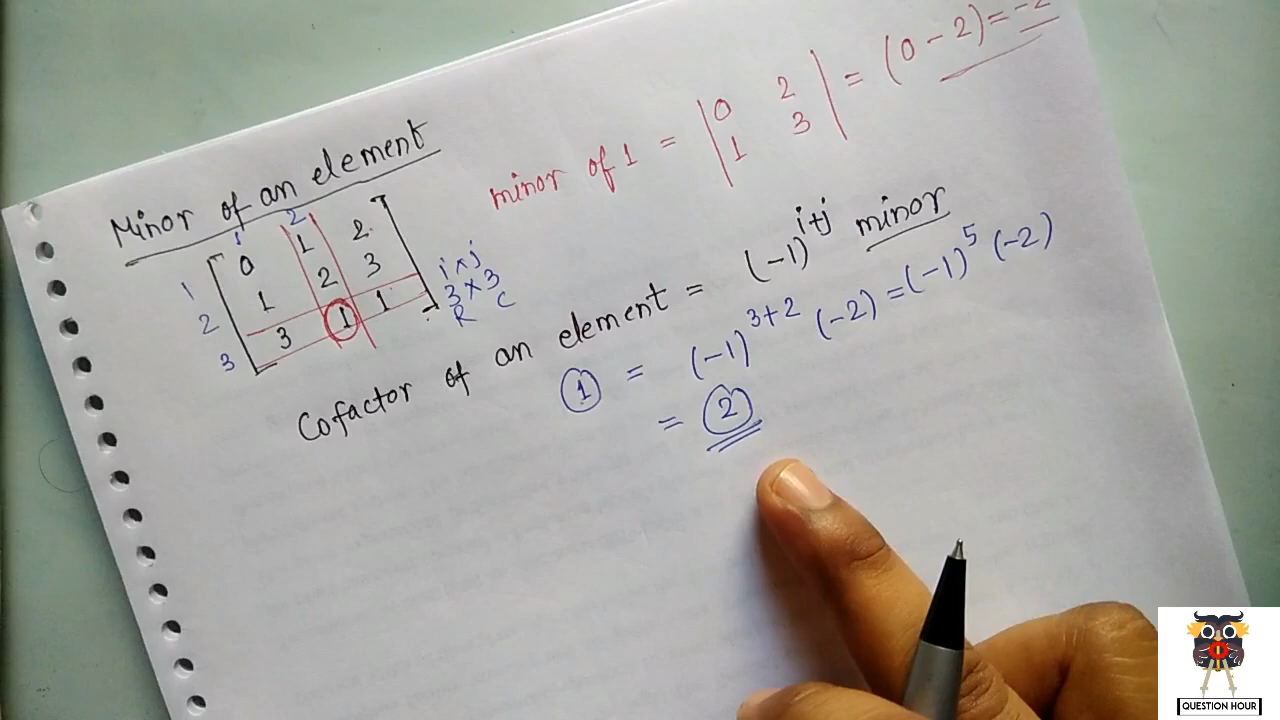 Minor of an element
1 2
1 0 1 2
2 1 2 3
3 3 1 1
i x j
3 x 3
R C
minor of 1 = | 0 2 | = (0 - 2) = -2
| 1 3 |
Cofactor of an element = (-1)^i+j minor
1 = (-1)^3+2 (-2) = (-1)^5 (-2)
= 2
QUESTION HOUR